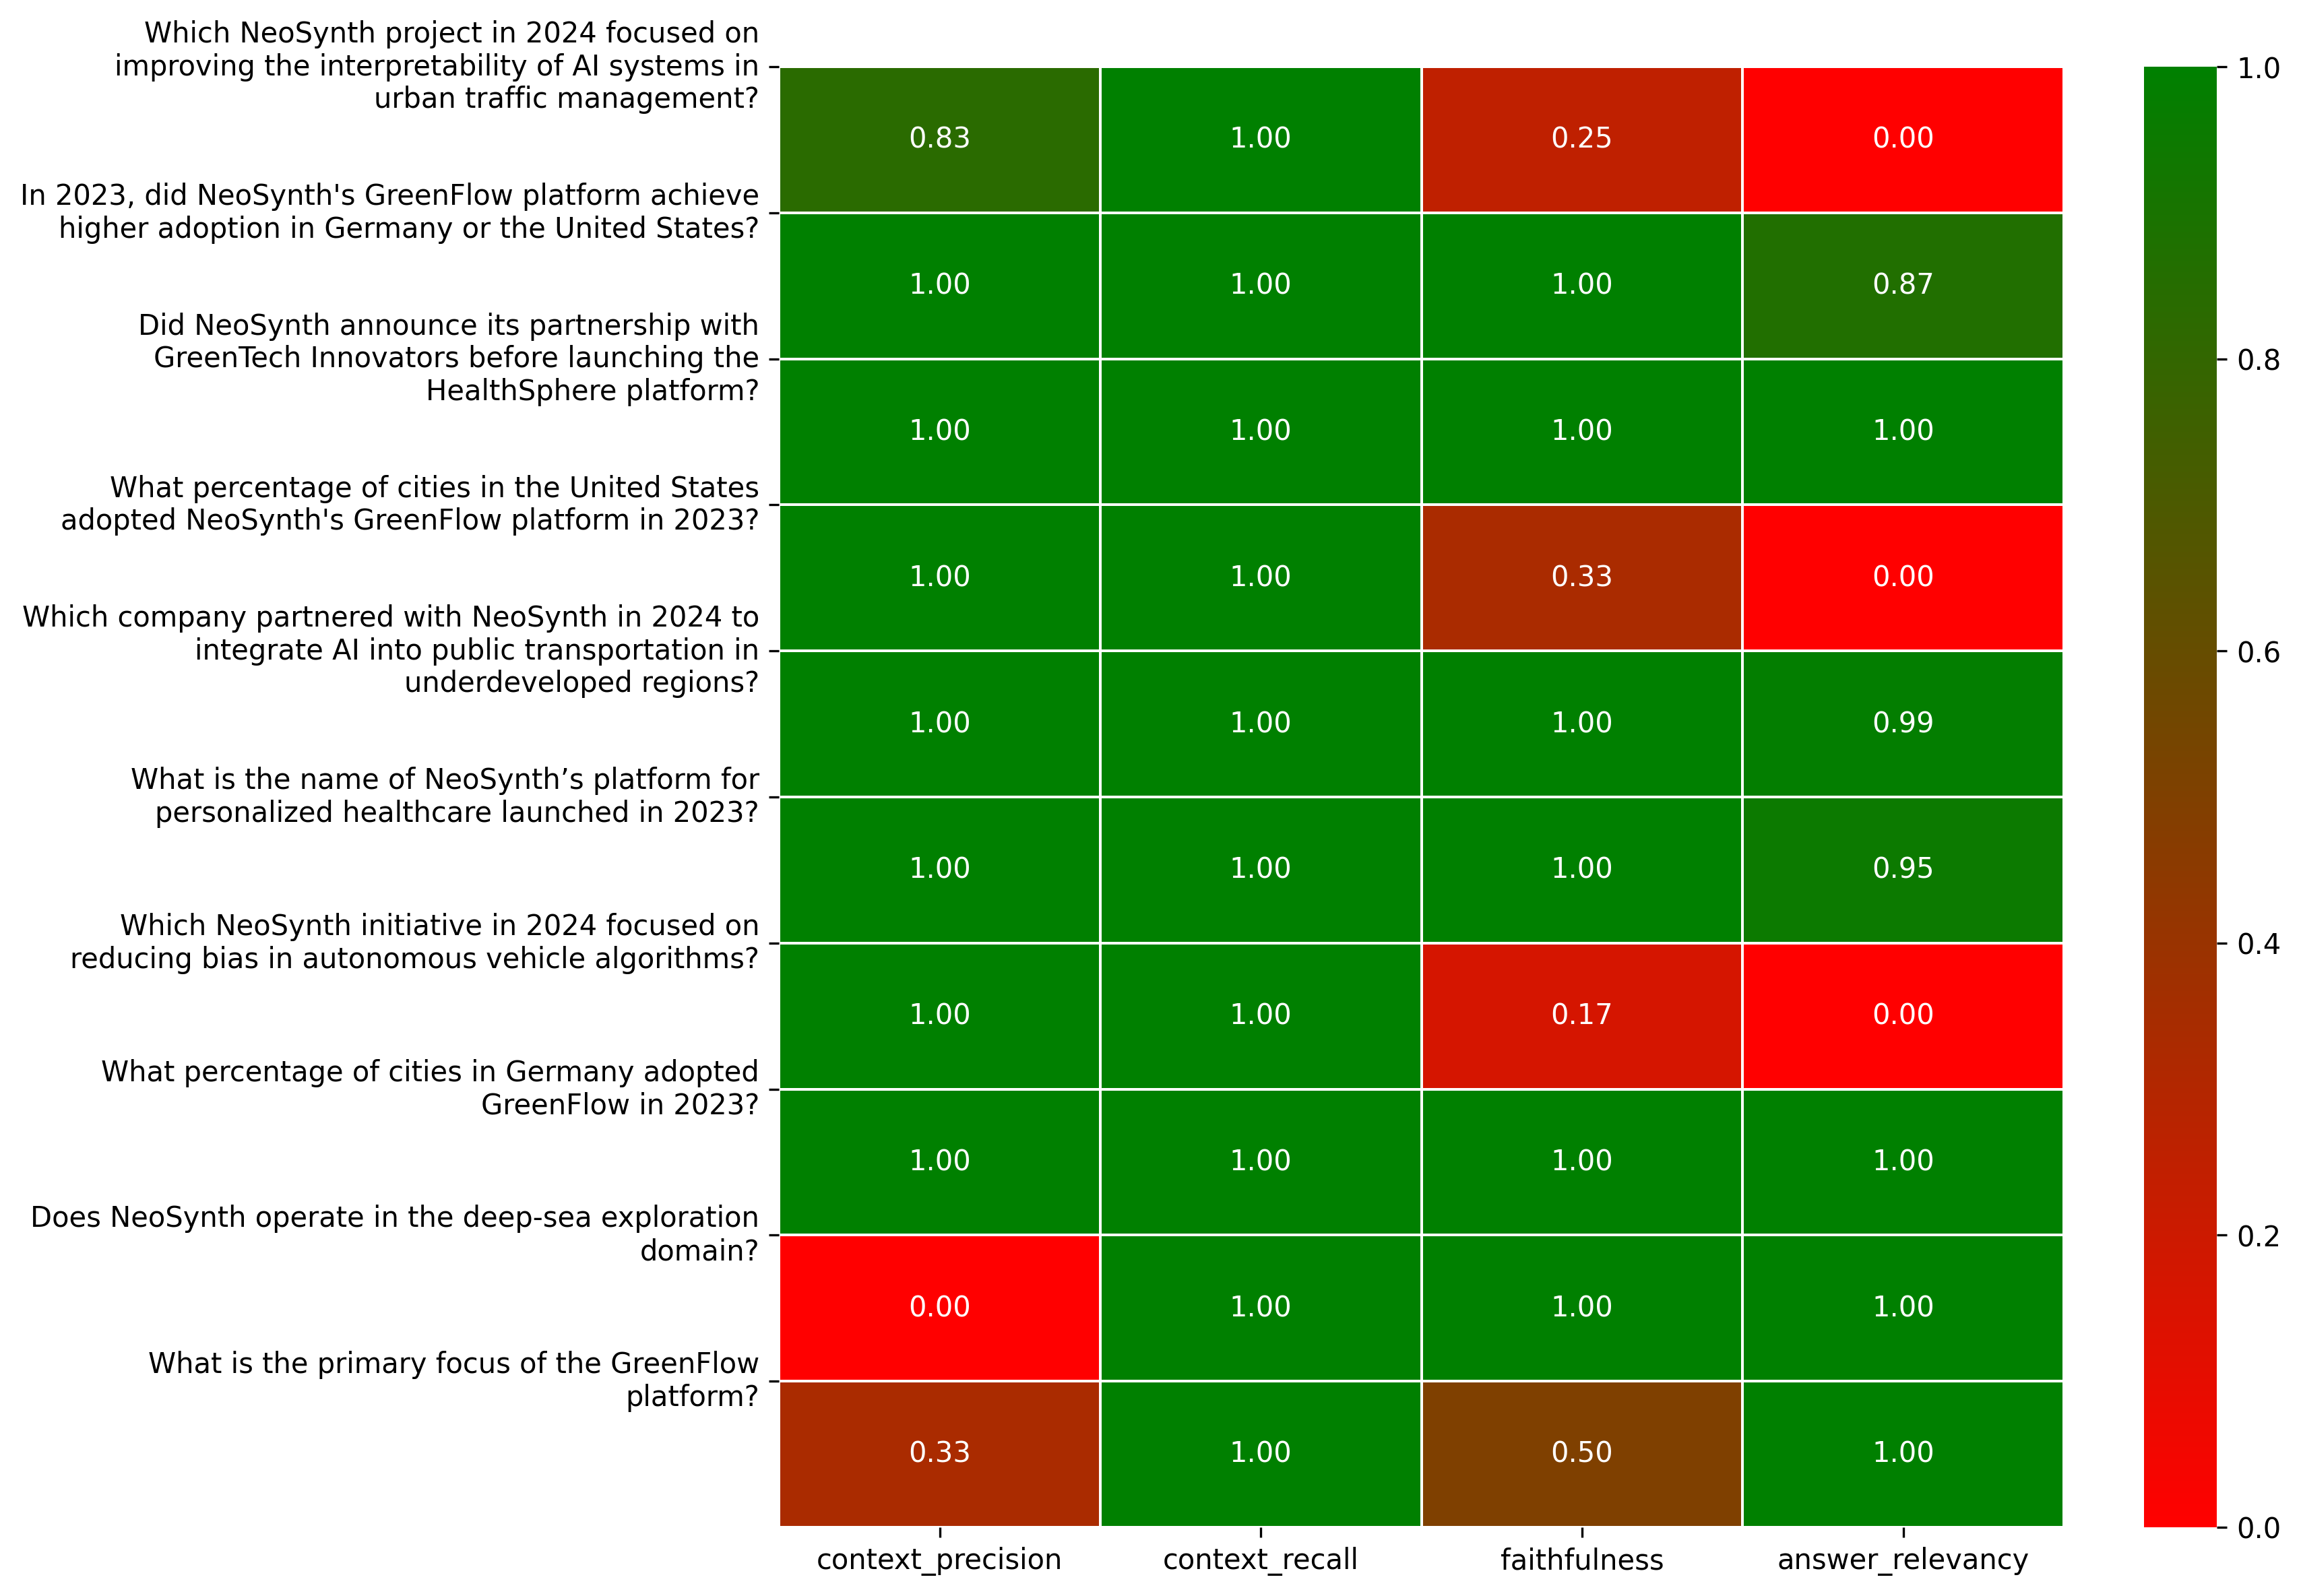 Which NeoSynth project in 2024 focused on
improving the interpretability of AI systems in
urban traffic management?
In 2023, did NeoSynth's GreenFlow platform achieve
higher adoption in Germany or the United States?
Did NeoSynth announce its partnership with
GreenTech Innovators before launching the
HealthSphere platform?
What percentage of cities in the United States
adopted NeoSynth's GreenFlow platform in 2023?
Which company partnered with NeoSynth in 2024 to
integrate AI into public transportation in
underdeveloped regions?
What is the name of NeoSynth’s platform for
personalized healthcare launched in 2023?
Which NeoSynth initiative in 2024 focused on
reducing bias in autonomous vehicle algorithms?
What percentage of cities in Germany adopted
GreenFlow in 2023?
Does NeoSynth operate in the deep-sea exploration
domain?
What is the primary focus of the GreenFlow
platform?
0.83 1.00 0.25 0.00
1.00 1.00 1.00 0.87
1.00 1.00 1.00 1.00
1.00 1.00 0.33 0.00
1.00 1.00 1.00 0.99
1.00 1.00 1.00 0.95
1.00 1.00 0.17 0.00
1.00 1.00 1.00 1.00
0.00 1.00 1.00 1.00
0.33 1.00 0.50 1.00
context_precision context_recall faithfulness answer_relevancy
1.0
0.8
0.6
0.4
0.2
0.0